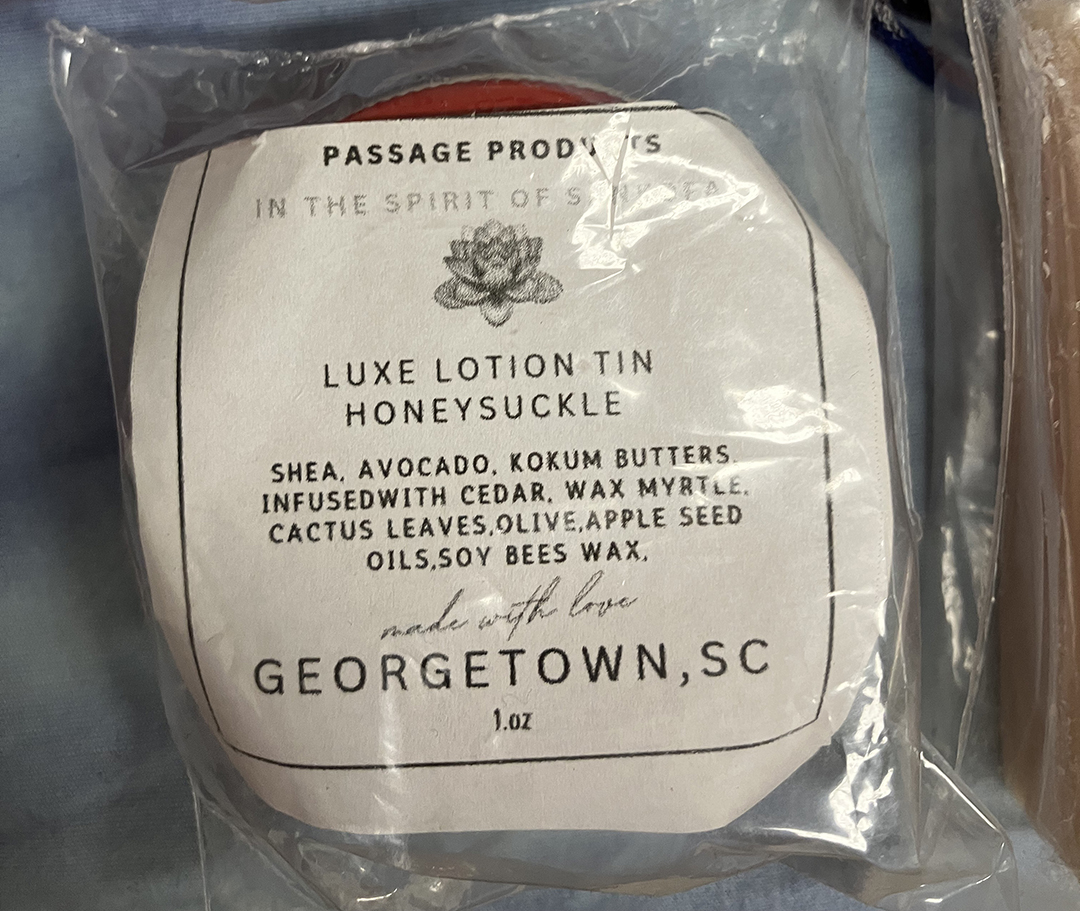 PASSAGE PRODUCTS
IN THE SPIRIT OF
LUXE LOTION TIN
HONEYSUCKLE
SHEA, AVOCADO, KOKUM BUTTERS,
INFUSEDWITH CEDAR, WAX MYRTLE,
CACTUS LEAVES,OLIVE,APPLE SEED
OILS,SOY BEES WAX,
made with love
GEORGETOWN,SC
1.oz